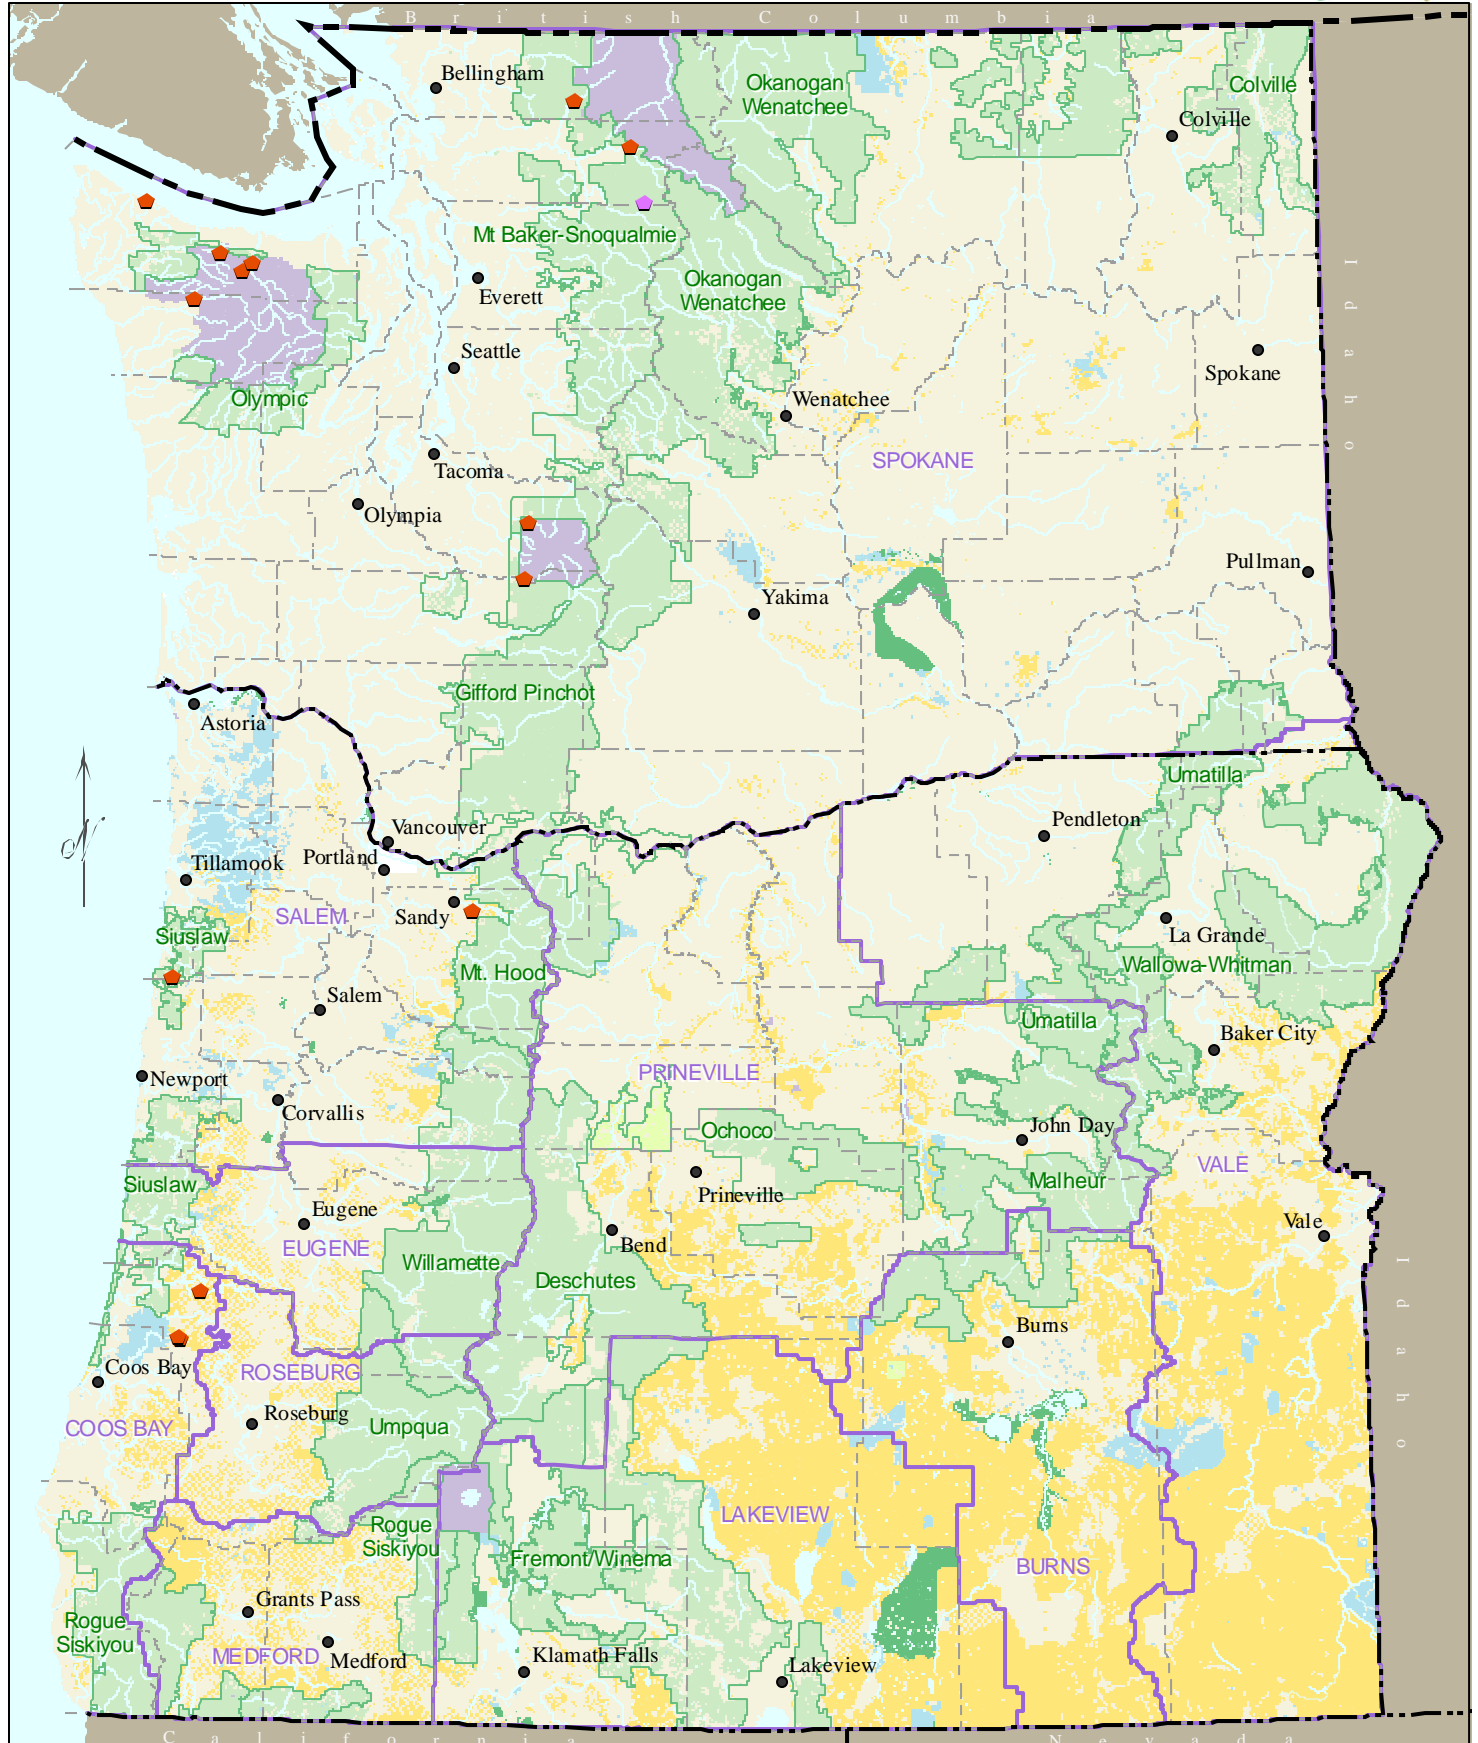 British Columbia
Bellingham
Okanogan
Wenatchee
Colville
Colville
Mt Baker-Snoqualmie
Okanogan
Wenatchee
Everett
Idaho
Seattle
Spokane
Olympic
Wenatchee
SPOKANE
Tacoma
Olympia
Pullman
Yakima
Gifford Pinchot
Astoria
Umatilla
Vancouver
Pendleton
Portland
Tillamook
SALEM
Sandy
La Grande
Siuslaw
Wallowa-Whitman
Mt. Hood
Salem
Umatilla
Baker City
Newport
PRINEVILLE
Corvallis
Ochoco
John Day
VALE
Siuslaw
Malheur
Prineville
Eugene
Vale
EUGENE
Bend
Willamette
Deschutes
Idaho
Burns
Coos Bay
ROSEBURG
Roseburg
COOS BAY
Umpqua
LAKEVIEW
Rogue
Siskiyou
Fremont/Winema
BURNS
Grants Pass
Rogue
Siskiyou
MEDFORD
Medford
Klamath Falls
Lakeview
California
Nevada